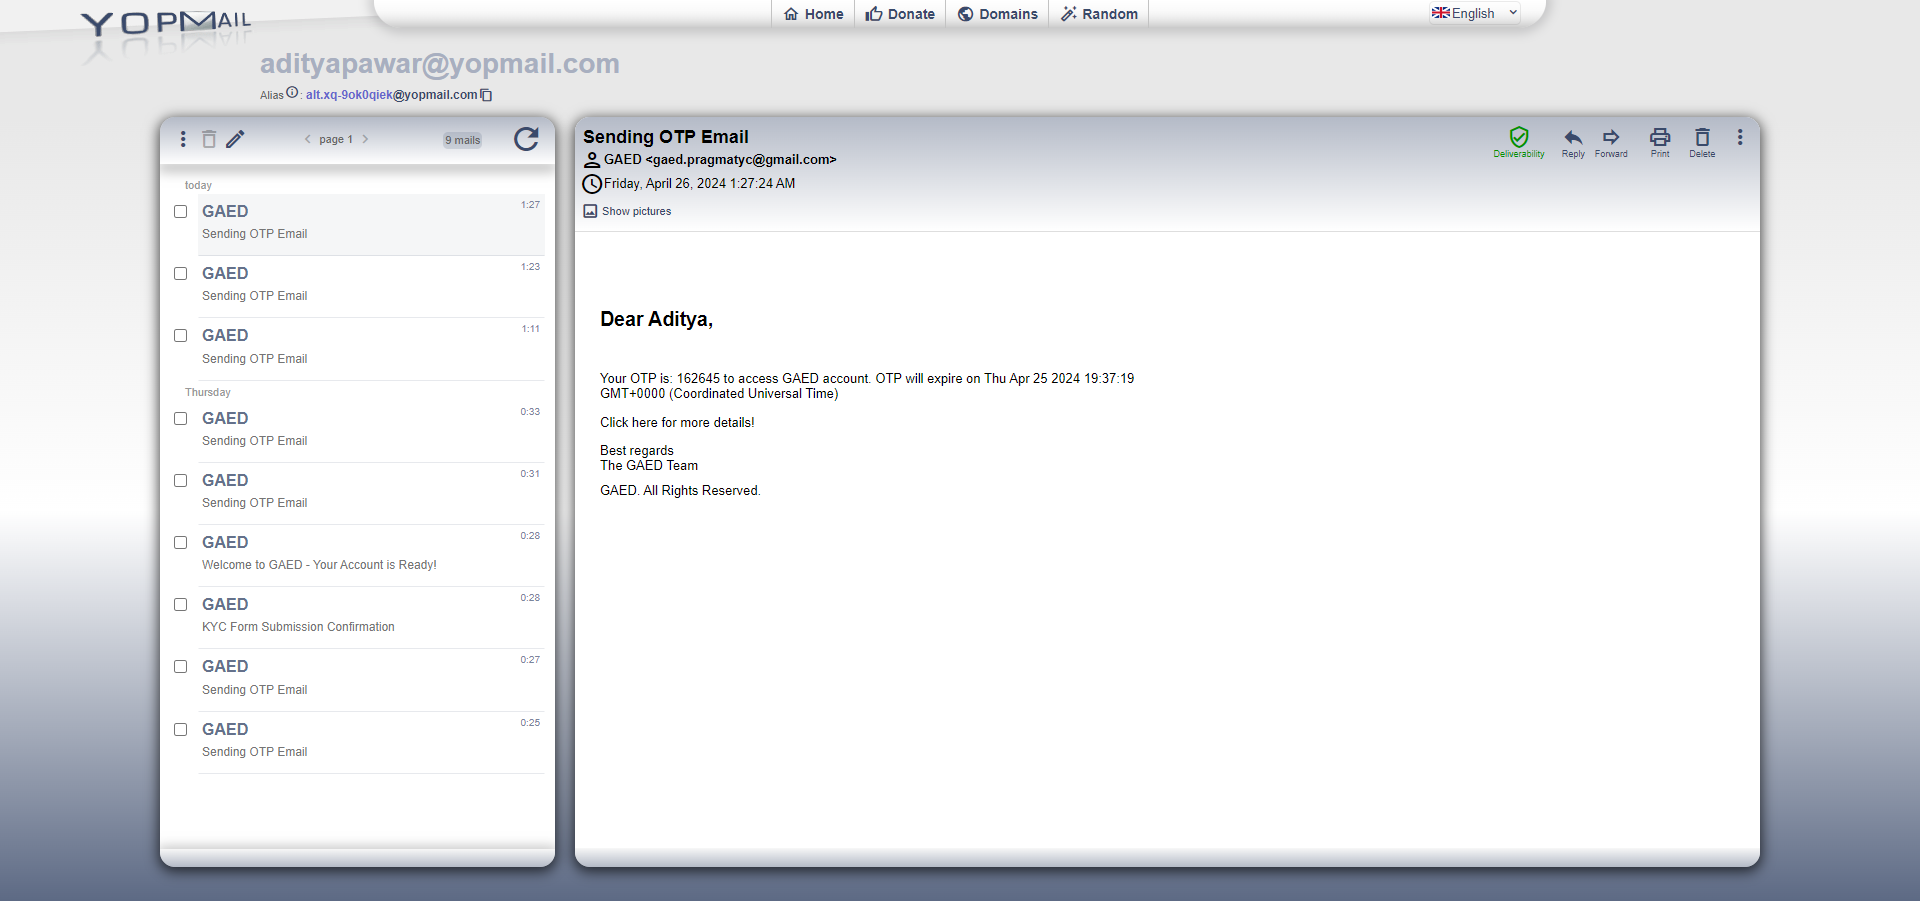 YOPMAIL
Home
Donate
Domains
Random
English
adityapawar@yopmail.com
Alias : alt.xq-9ok0qiek@yopmail.com
page 1
9 mails
today
GAED 1:27
Sending OTP Email
GAED 1:23
Sending OTP Email
GAED 1:11
Sending OTP Email
Thursday
GAED 0:33
Sending OTP Email
GAED 0:31
Sending OTP Email
GAED 0:28
Welcome to GAED - Your Account is Ready!
GAED 0:28
KYC Form Submission Confirmation
GAED 0:27
Sending OTP Email
GAED 0:25
Sending OTP Email
Sending OTP Email
GAED <gaed.pragmatyc@gmail.com>
Friday, April 26, 2024 1:27:24 AM
Show pictures
Deliverability
Reply
Forward
Print
Delete
Dear Aditya,
Your OTP is: 162645 to access GAED account. OTP will expire on Thu Apr 25 2024 19:37:19
GMT+0000 (Coordinated Universal Time)
Click here for more details!
Best regards
The GAED Team
GAED. All Rights Reserved.